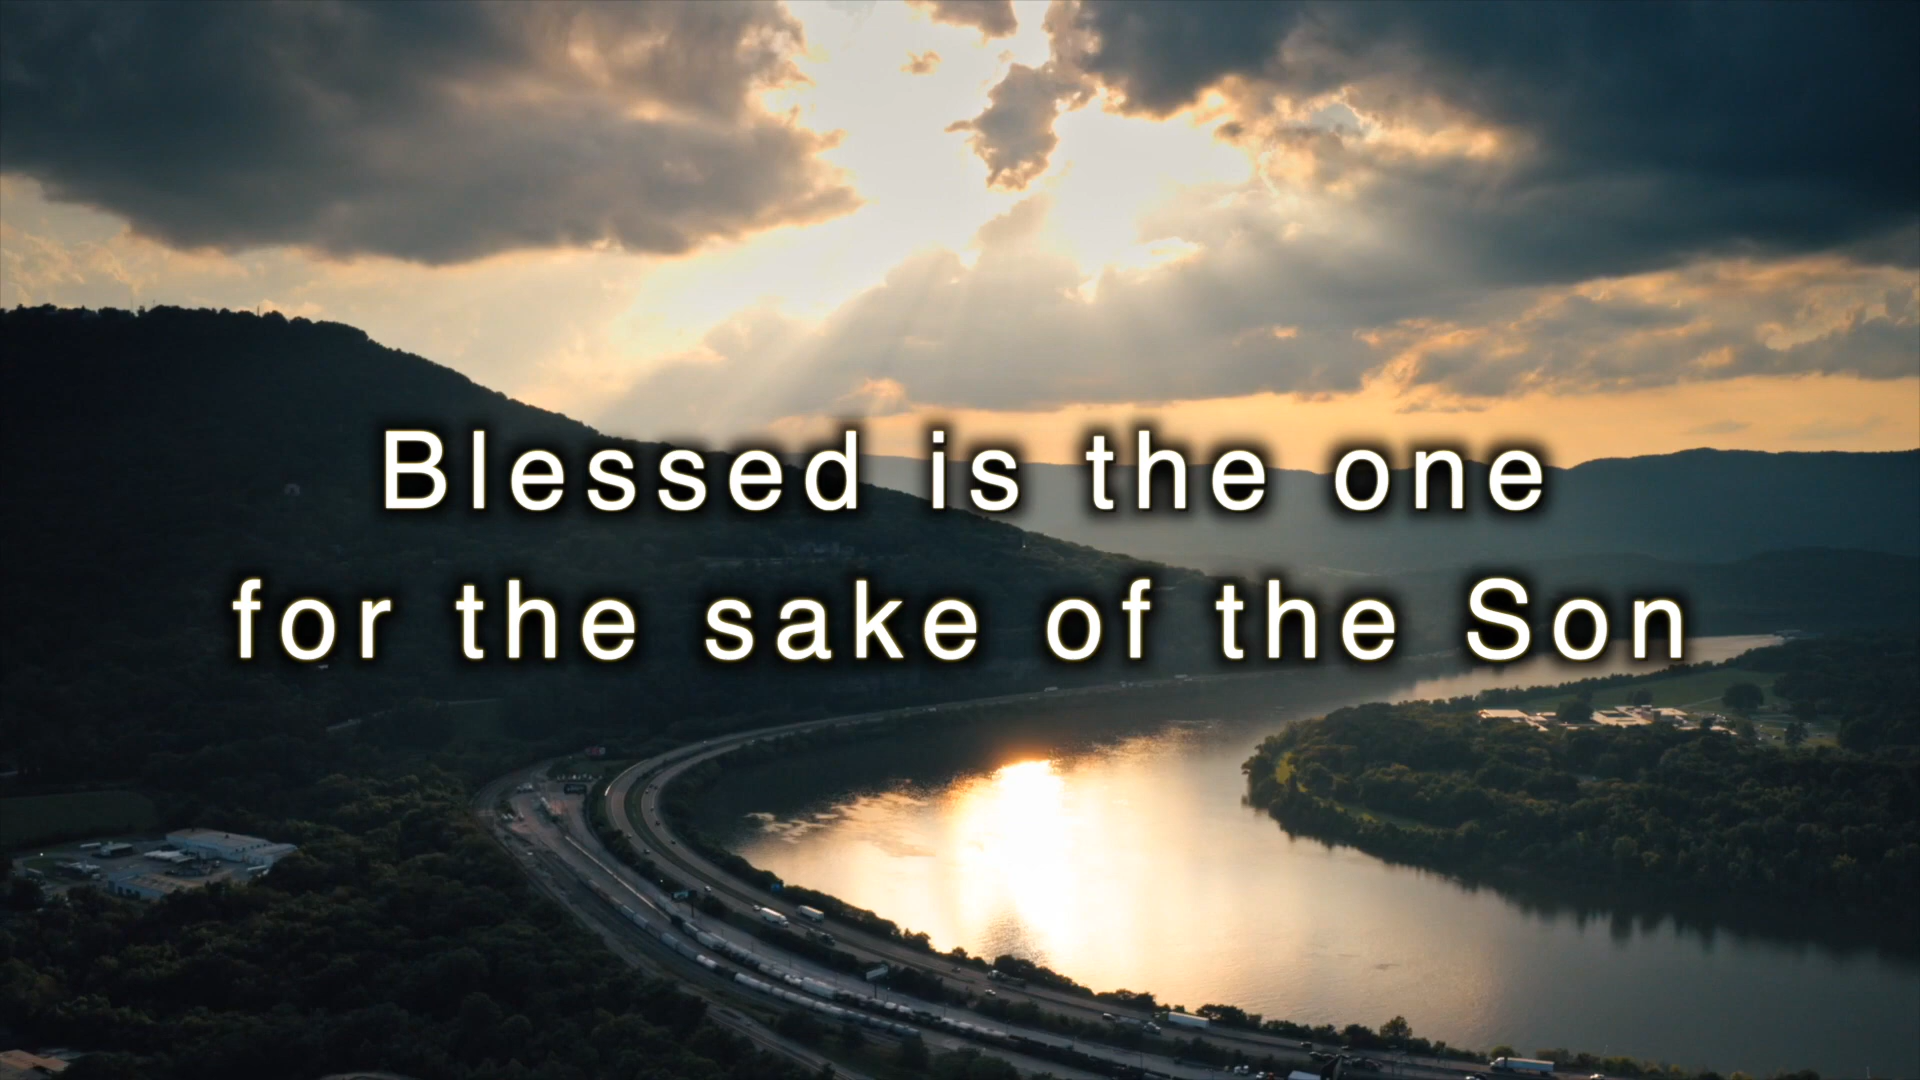 Blessed is the one
for the sake of the Son